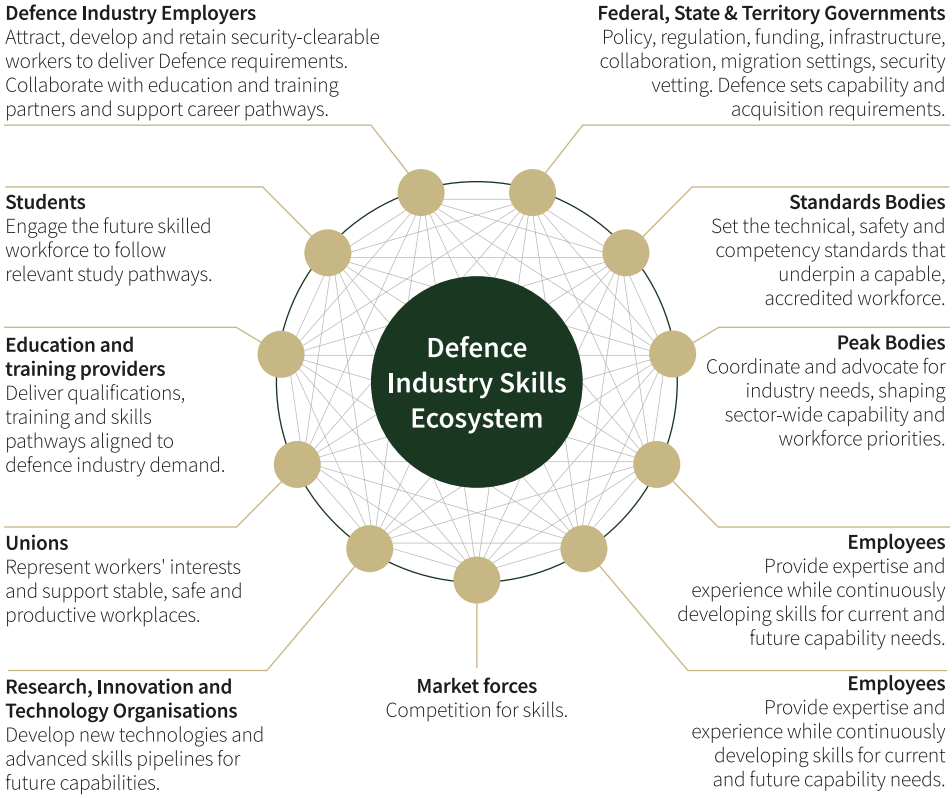 Defence Industry Employers
Attract, develop and retain security-clearable
workers to deliver Defence requirements.
Collaborate with education and training
partners and support career pathways.
Federal, State & Territory Governments
Policy, regulation, funding, infrastructure,
collaboration, migration settings, security
vetting. Defence sets capability and
acquisition requirements.
Students
Engage the future skilled
workforce to follow
relevant study pathways.
Standards Bodies
Set the technical, safety and
competency standards that
underpin a capable,
accredited workforce.
Education and
training providers
Deliver qualifications,
training and skills
pathways aligned to
defence industry demand.
Defence
Industry Skills
Ecosystem
Peak Bodies
Coordinate and advocate for
industry needs, shaping
sector-wide capability and
workforce priorities.
Unions
Represent workers' interests
and support stable, safe and
productive workplaces.
Employees
Provide expertise and
experience while continuously
developing skills for current and
future capability needs.
Research, Innovation and
Technology Organisations
Develop new technologies and
advanced skills pipelines for
future capabilities.
Market forces
Competition for skills.
Employees
Provide expertise and
experience while continuously
developing skills for current
and future capability needs.